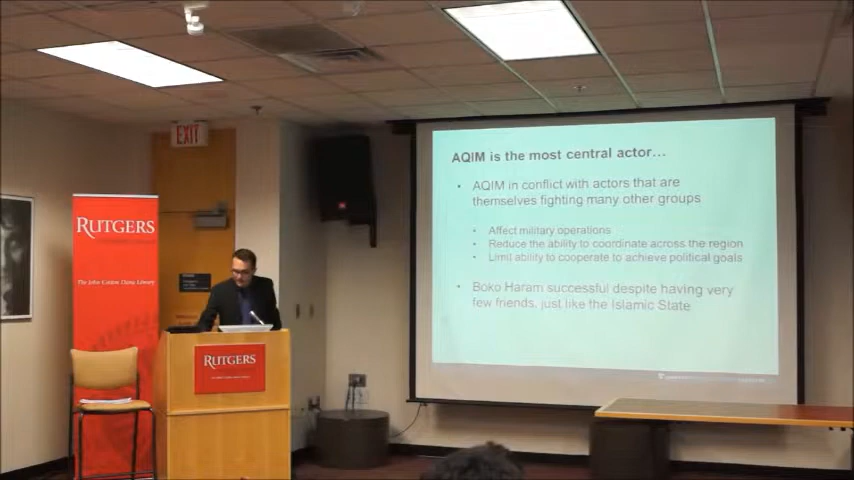 EXIT
RUTGERS
The John Cotton Dana Library
RUTGERS
AQIM is the most central actor…
• AQIM in conflict with actors that are
themselves fighting many other groups
• Affect military operations
• Reduce the ability to coordinate across the region
• Limit ability to cooperate to achieve political goals
• Boko Haram successful despite having very
few friends, just like the Islamic State